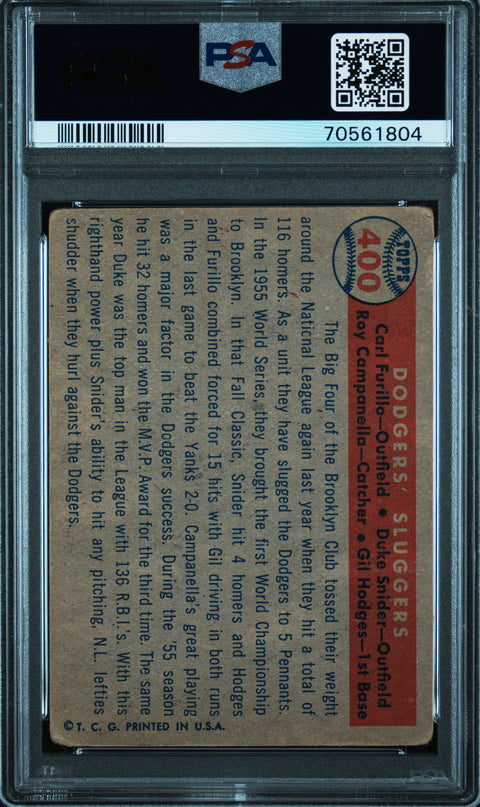 PSA
PSA
70561804
TOPPS
400
DODGERS' SLUGGERS
Carl Furillo—Outfield ● Duke Snider—Outfield
Roy Campanella—Catcher ● Gil Hodges—1st Base
The Big Four of the Brooklyn Club tossed their weight
around the National League again last year when they hit a total of
116 homers. As a unit they have slugged the Dodgers to 5 Pennants.
In the 1955 World Series, they brought the first World Championship
to Brooklyn. In that Fall Classic, Snider hit 4 homers and Hodges
and Furillo combined forced for 15 hits with Gil driving in both runs
in the last game to beat the Yanks 2-0. Campanella's great playing
was a major factor in the Dodgers success. During the '55 season
he hit 32 homers and won the M.V.P. Award for the third time. The same
year Duke was the top man in the League with 136 R.B.I.'s. With this
righthand power plus Snider's ability to hit any pitching, N.L. lefties
shudder when they hurl against the Dodgers.
© T. C. G. PRINTED IN U.S.A.
PSA